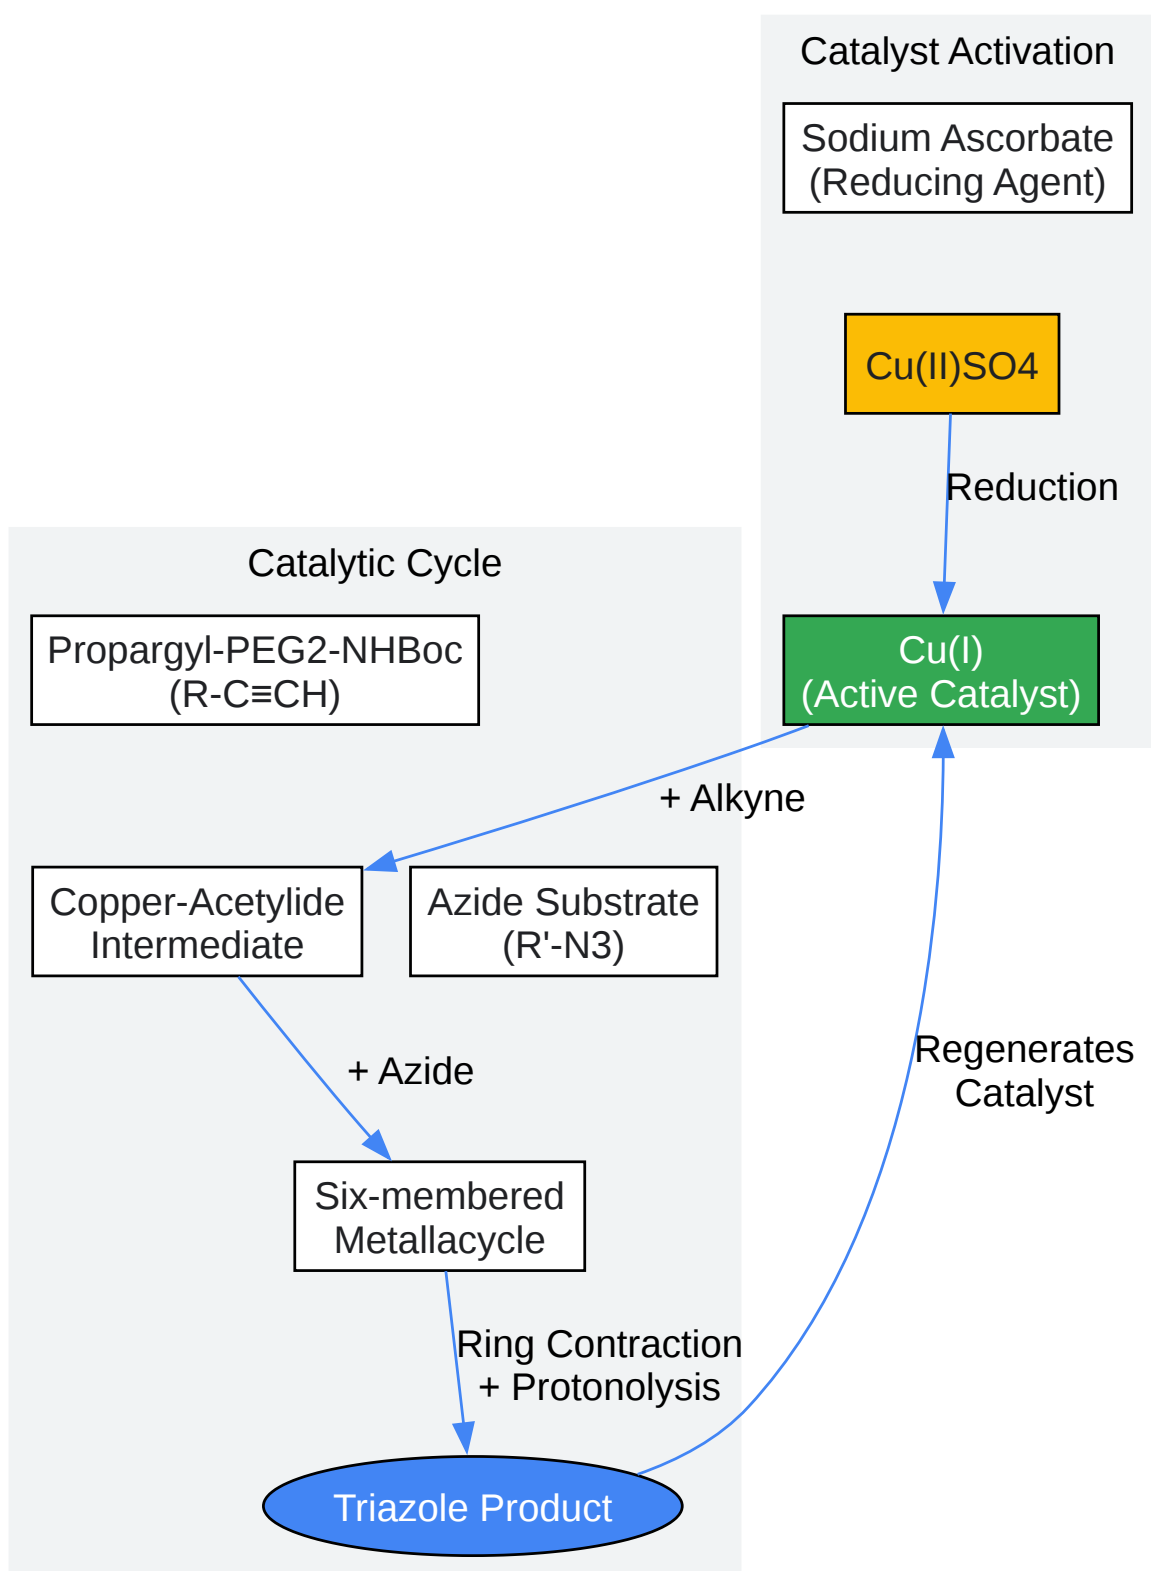 Catalyst Activation
Sodium Ascorbate
(Reducing Agent)
Cu(II)SO4
Reduction
Catalytic Cycle
Propargyl-PEG2-NHBoc
(R-C≡CH)
Cu(I)
(Active Catalyst)
+ Alkyne
Copper-Acetylide
Intermediate
Azide Substrate
(R'-N3)
+ Azide
Regenerates
Catalyst
Six-membered
Metallacycle
Ring Contraction
+ Protonolysis
Triazole Product